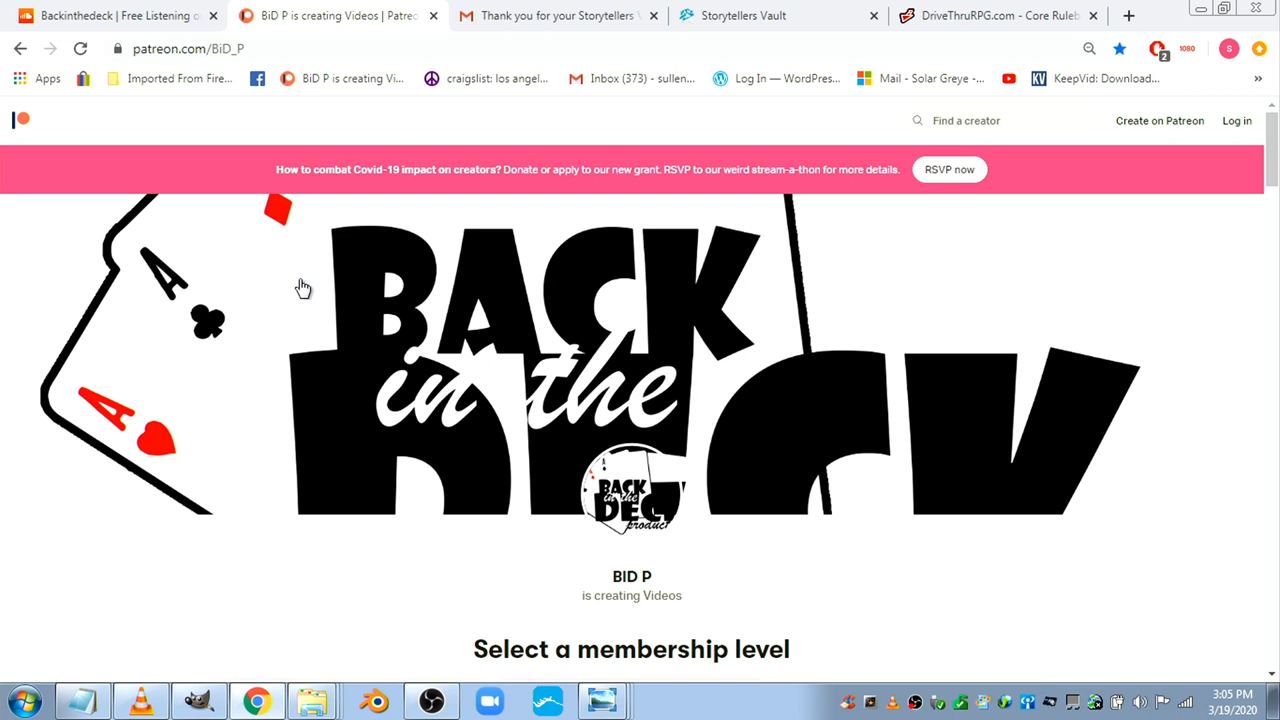 Backinthedeck | Free Listening o
BiD P is creating Videos | Patreo
Thank you for your Storytellers V
Storytellers Vault
DriveThruRPG.com - Core Ruleb
patreon.com/BiD_P
2
1080
S
Apps
Imported From Fire...
BiD P is creating Vi...
craigslist: los angel...
Inbox (373) - sullen...
Log In — WordPress...
Mail - Solar Greye -...
KV
KeepVid: Download...
»
Find a creator
Create on Patreon
Log in
How to combat Covid-19 impact on creators? Donate or apply to our new grant. RSVP to our weird stream-a-thon for more details.
RSVP now
A
A
BACK
in the
DECK
BACK
in the
DECK
product
BID P
is creating Videos
Select a membership level
3:05 PM
3/19/2020